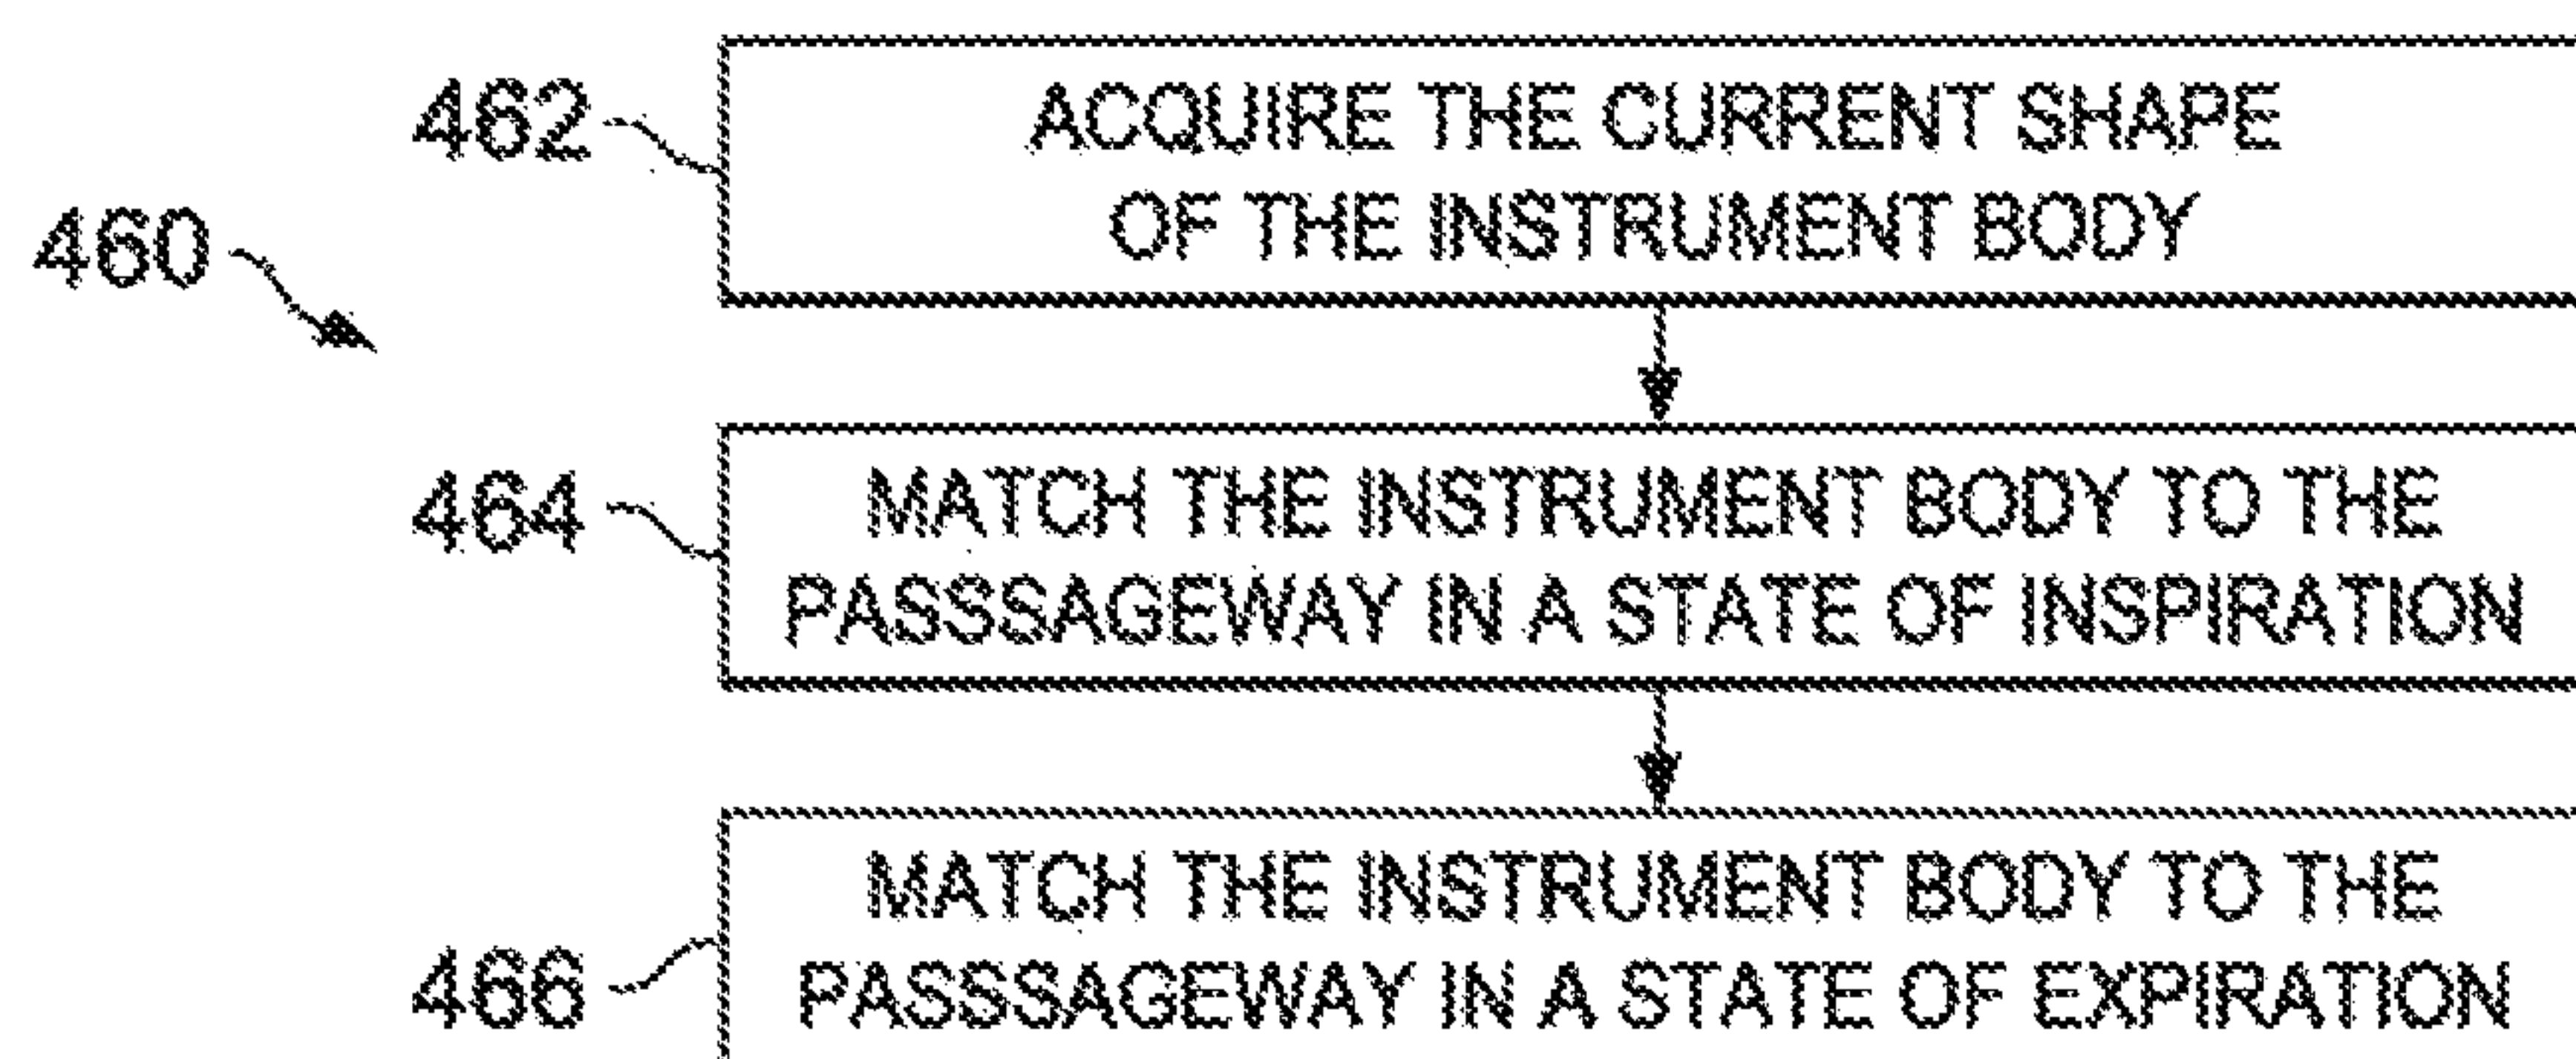 462
ACQUIRE THE CURRENT SHAPE
OF THE INSTRUMENT BODY
460
464
MATCH THE INSTRUMENT BODY TO THE
PASSSAGEWAY IN A STATE OF INSPIRATION
466
MATCH THE INSTRUMENT BODY TO THE
PASSSAGEWAY IN A STATE OF EXPIRATION